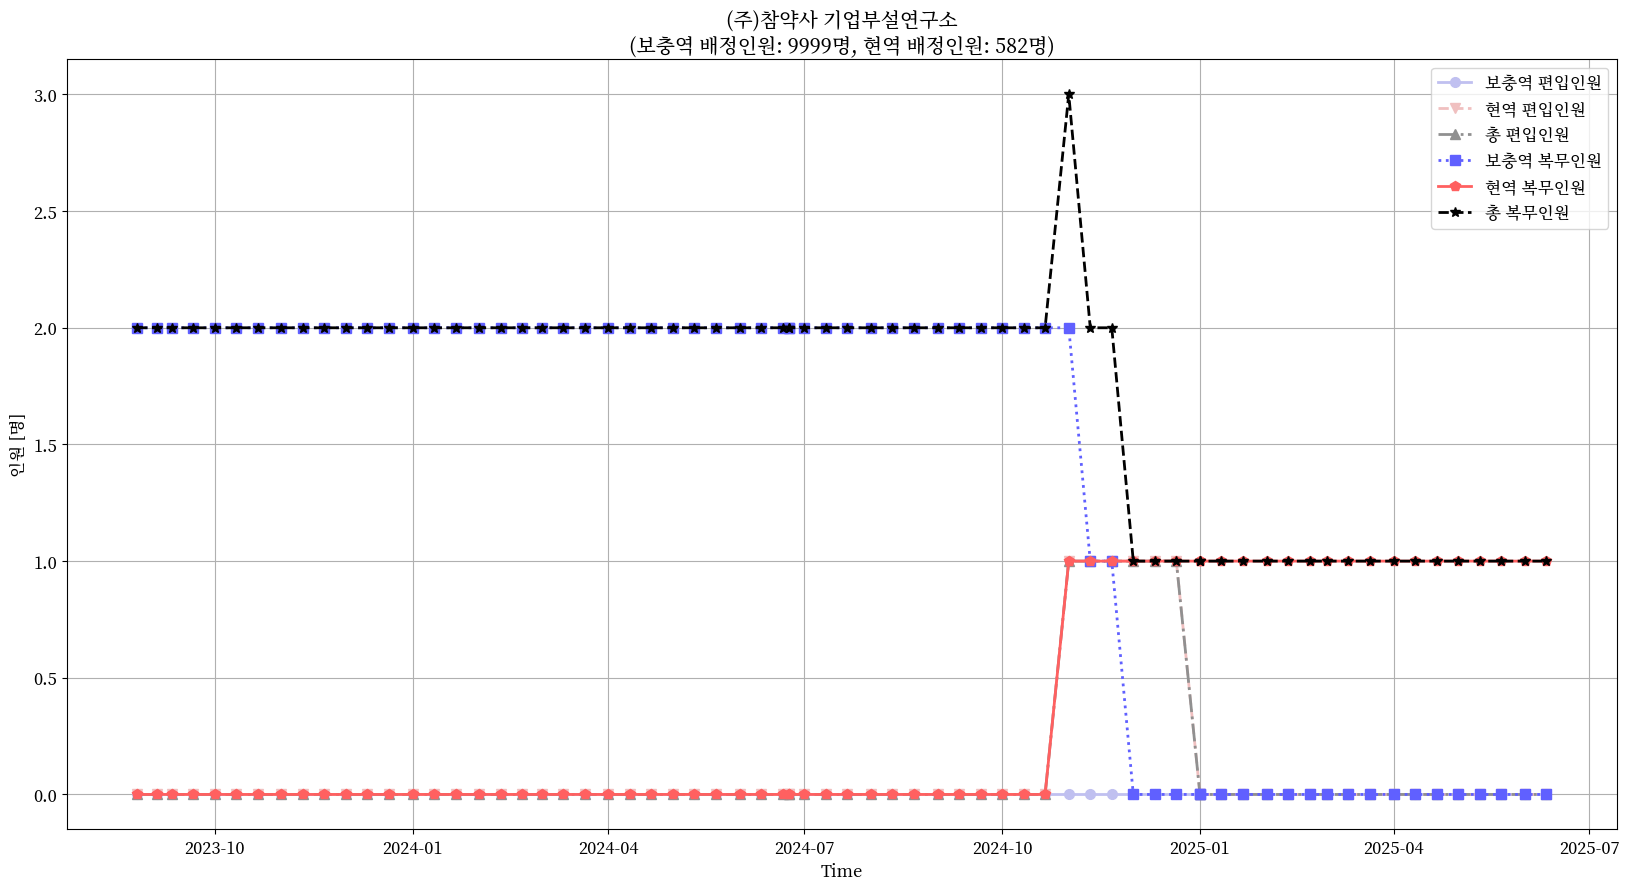 (주)참약사 기업부설연구소
(보충역 배정인원: 9999명, 현역 배정인원: 582명)
보충역 편입인원
현역 편입인원
총 편입인원
보충역 복무인원
현역 복무인원
총 복무인원
인원 [명]
3.0
2.5
2.0
1.5
1.0
0.5
0.0
2023-10
2024-01
2024-04
2024-07
2024-10
2025-01
2025-04
2025-07
Time